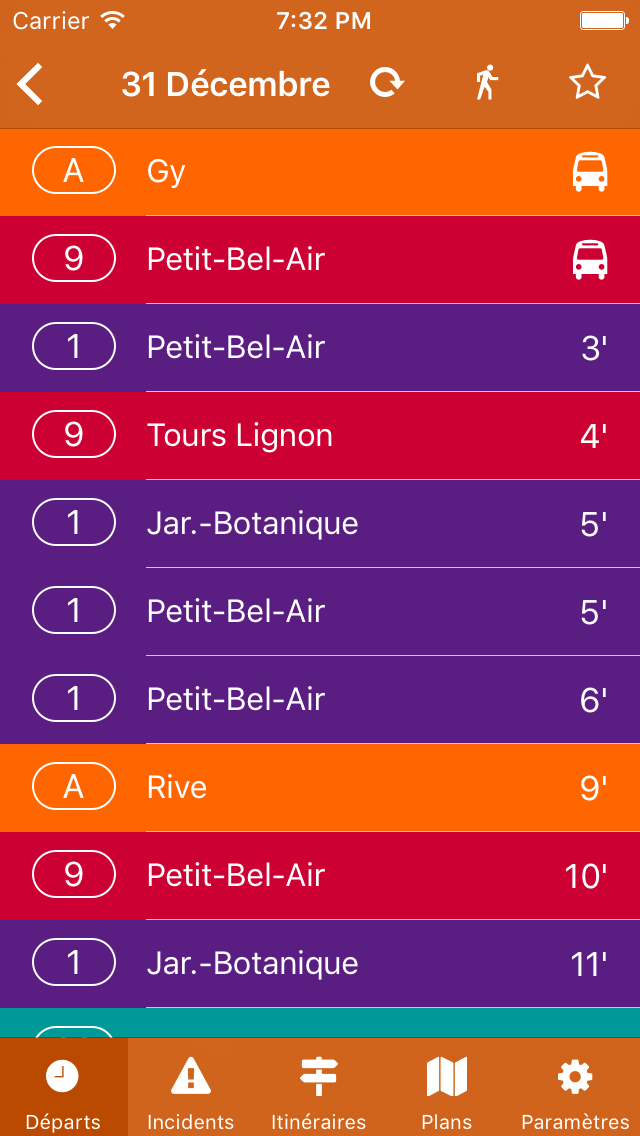 Carrier 7:32 PM
31 Décembre
A Gy
9 Petit-Bel-Air
1 Petit-Bel-Air 3'
9 Tours Lignon 4'
1 Jar.-Botanique 5'
1 Petit-Bel-Air 5'
1 Petit-Bel-Air 6'
A Rive 9'
9 Petit-Bel-Air 10'
1 Jar.-Botanique 11'
Départs Incidents Itinéraires Plans Paramètres